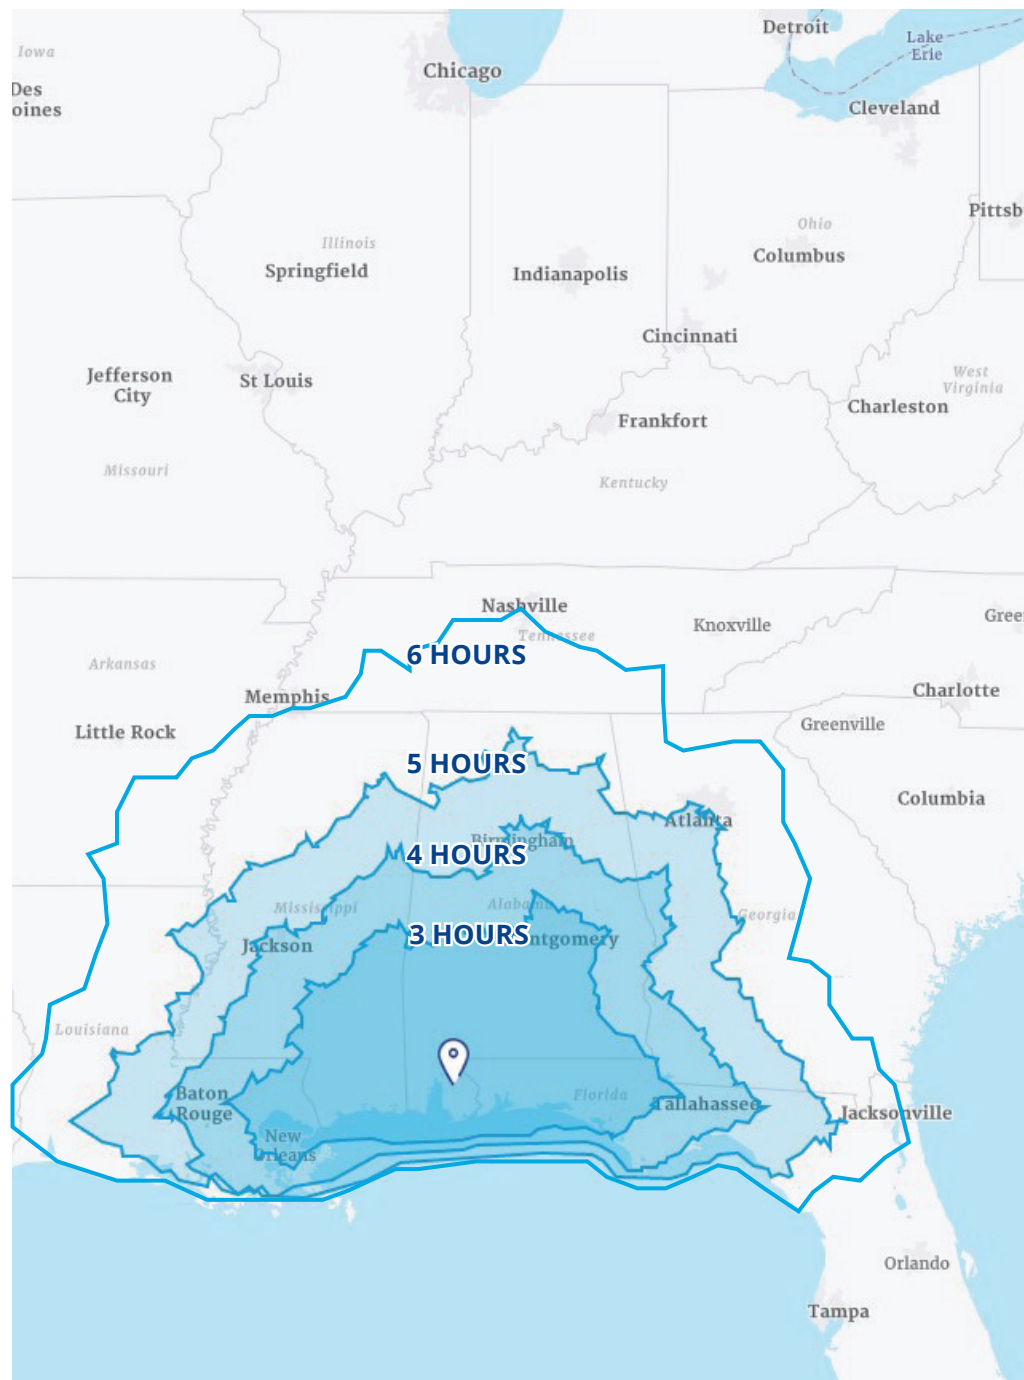 Detroit
Lake
Erie
Iowa
Chicago
Des
oines
Cleveland
Pittsb
Ohio
Illinois
Columbus
Springfield
Indianapolis
Cincinnati
Jefferson
City
St Louis
West
Virginia
Charleston
Frankfort
Missouri
Kentucky
Nashville
Gree
Knoxville
Tennessee
6 HOURS
Arkansas
Memphis
Charlotte
Little Rock
Greenville
5 HOURS
Columbia
Atlanta
Birmingham
4 HOURS
Mississippi
Alabama
Georgia
3 HOURS
ntgomery
Jackson
Louisiana
Baton
Rouge
Florida
Tallahassee
Jacksonville
New
Orleans
Orlando
Tampa